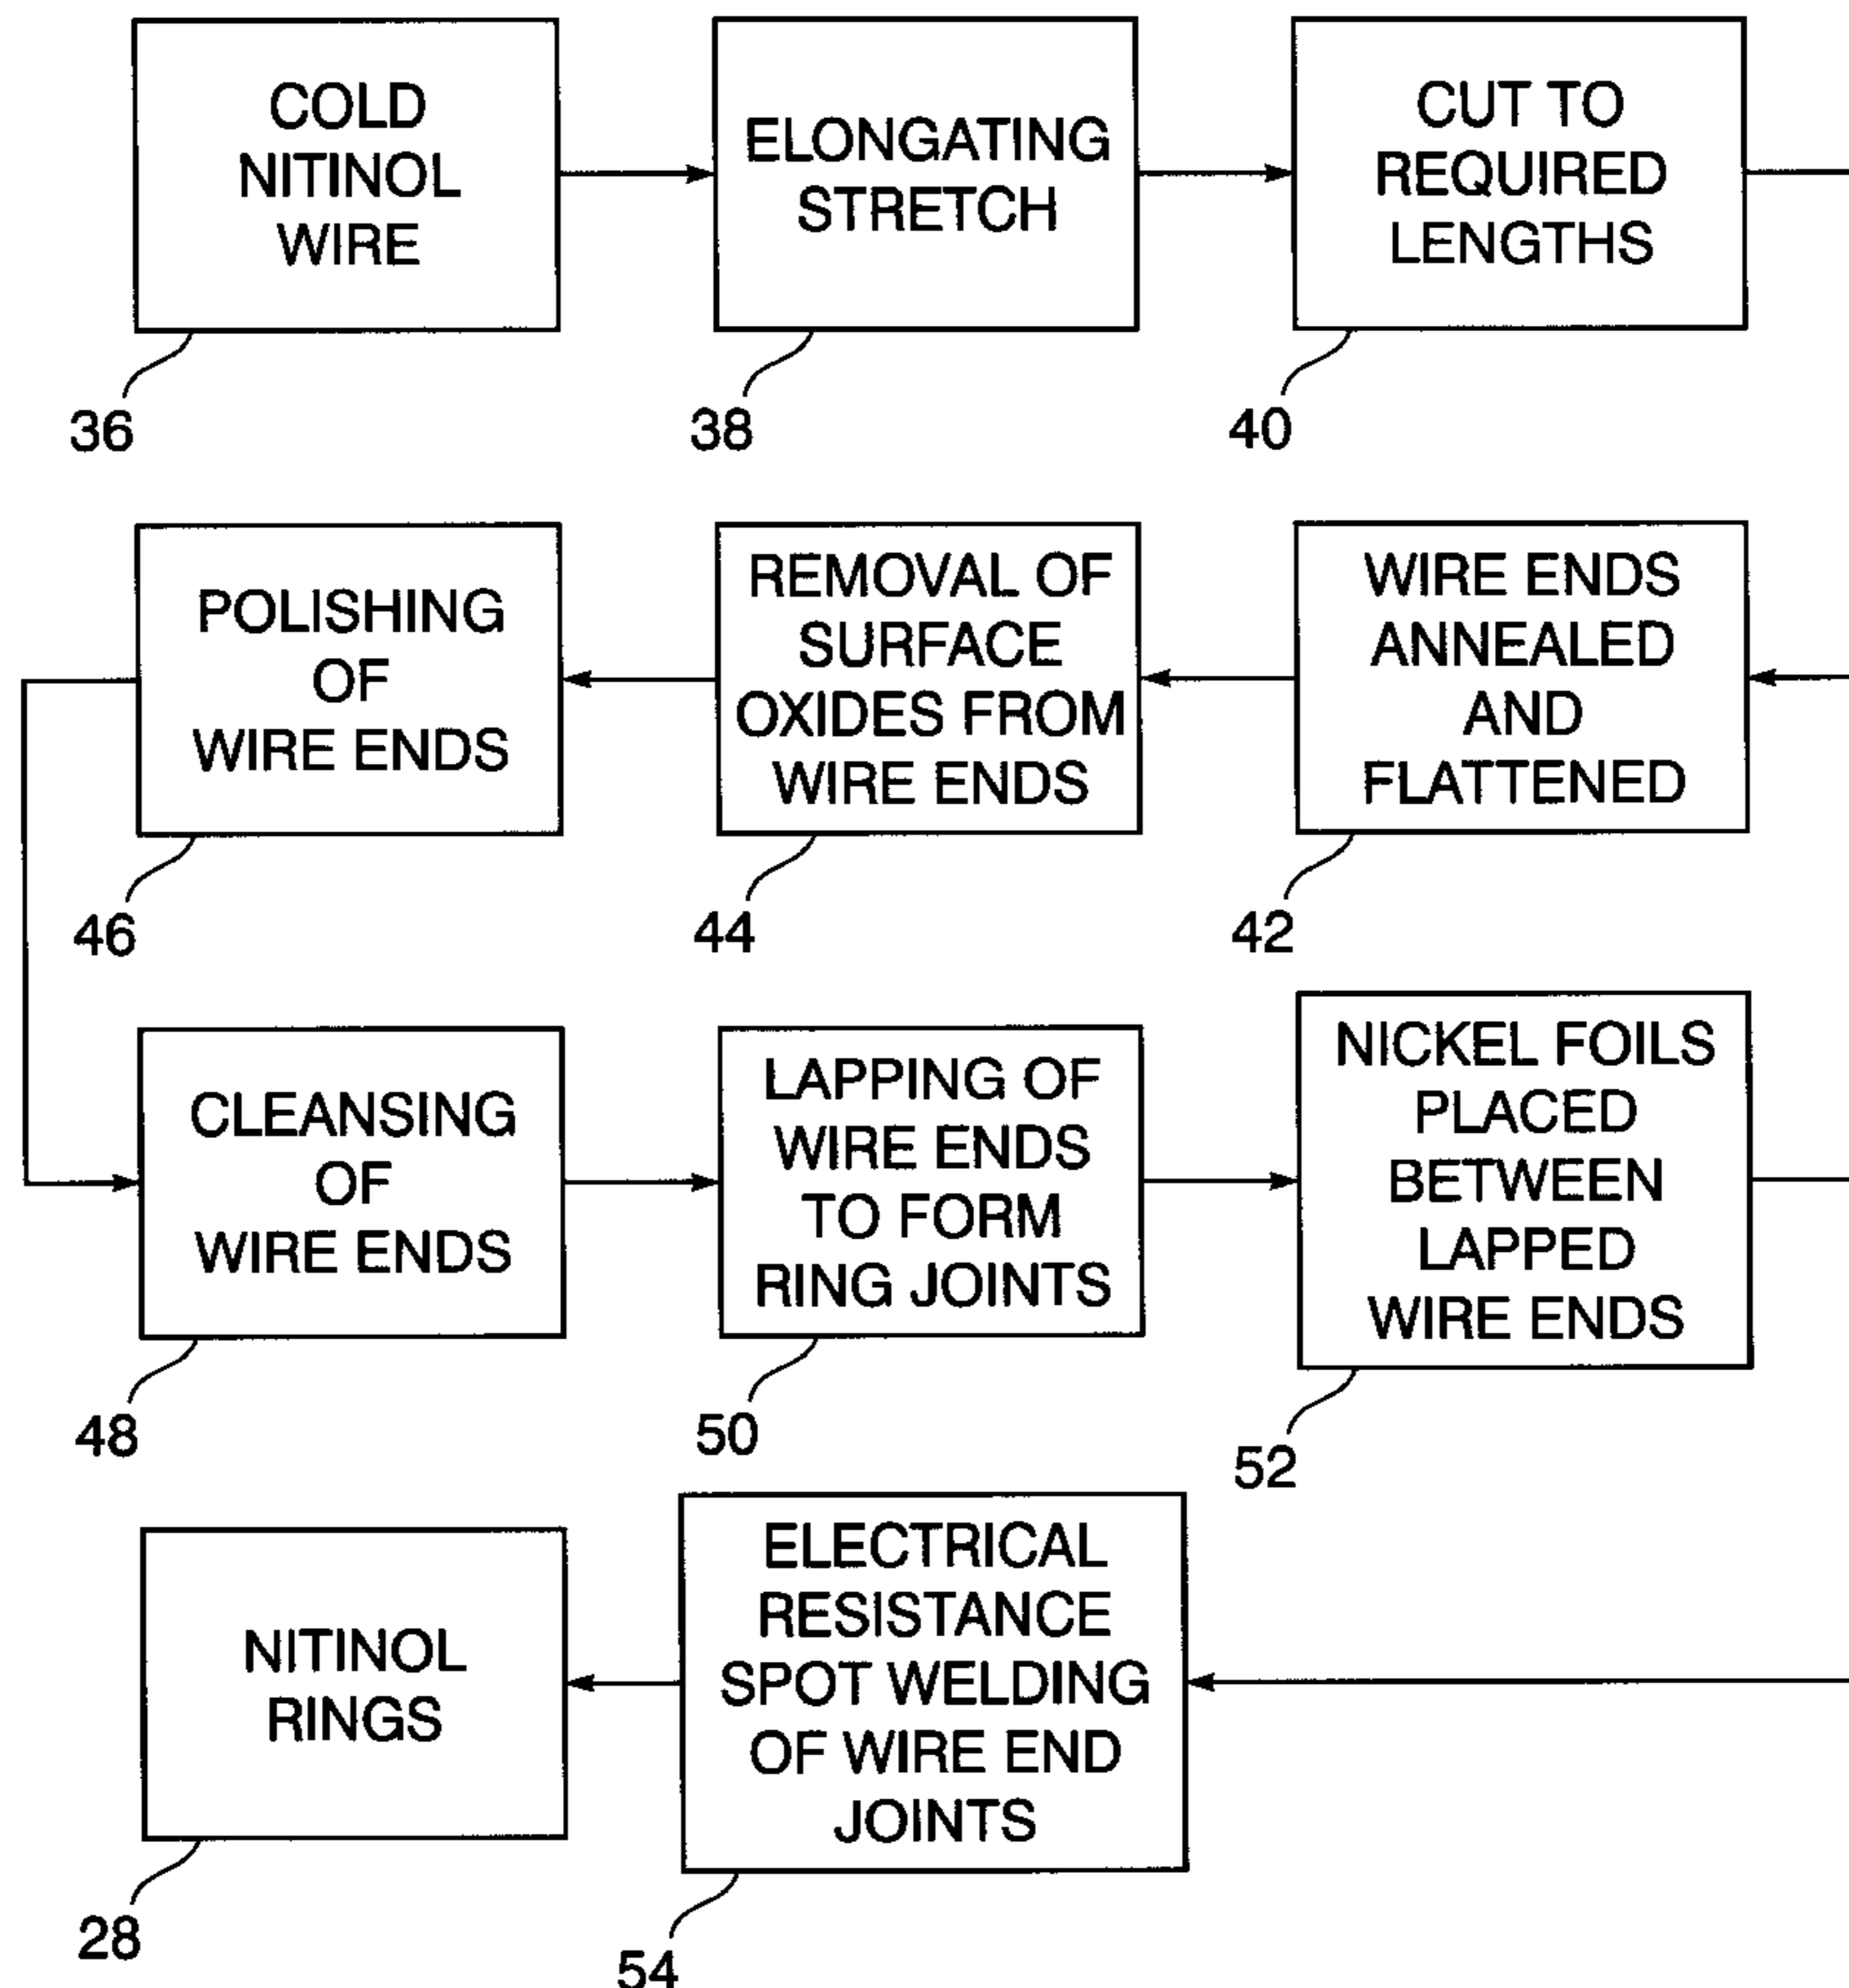 COLD
NITINOL
WIRE
36
ELONGATING
STRETCH
38
CUT TO
REQUIRED
LENGTHS
40
WIRE ENDS
ANNEALED
AND
FLATTENED
42
REMOVAL OF
SURFACE
OXIDES FROM
WIRE ENDS
44
POLISHING
OF
WIRE ENDS
46
CLEANSING
OF
WIRE ENDS
48
LAPPING OF
WIRE ENDS
TO FORM
RING JOINTS
50
NICKEL FOILS
PLACED
BETWEEN
LAPPED
WIRE ENDS
52
ELECTRICAL
RESISTANCE
SPOT WELDING
OF WIRE END
JOINTS
54
NITINOL
RINGS
28